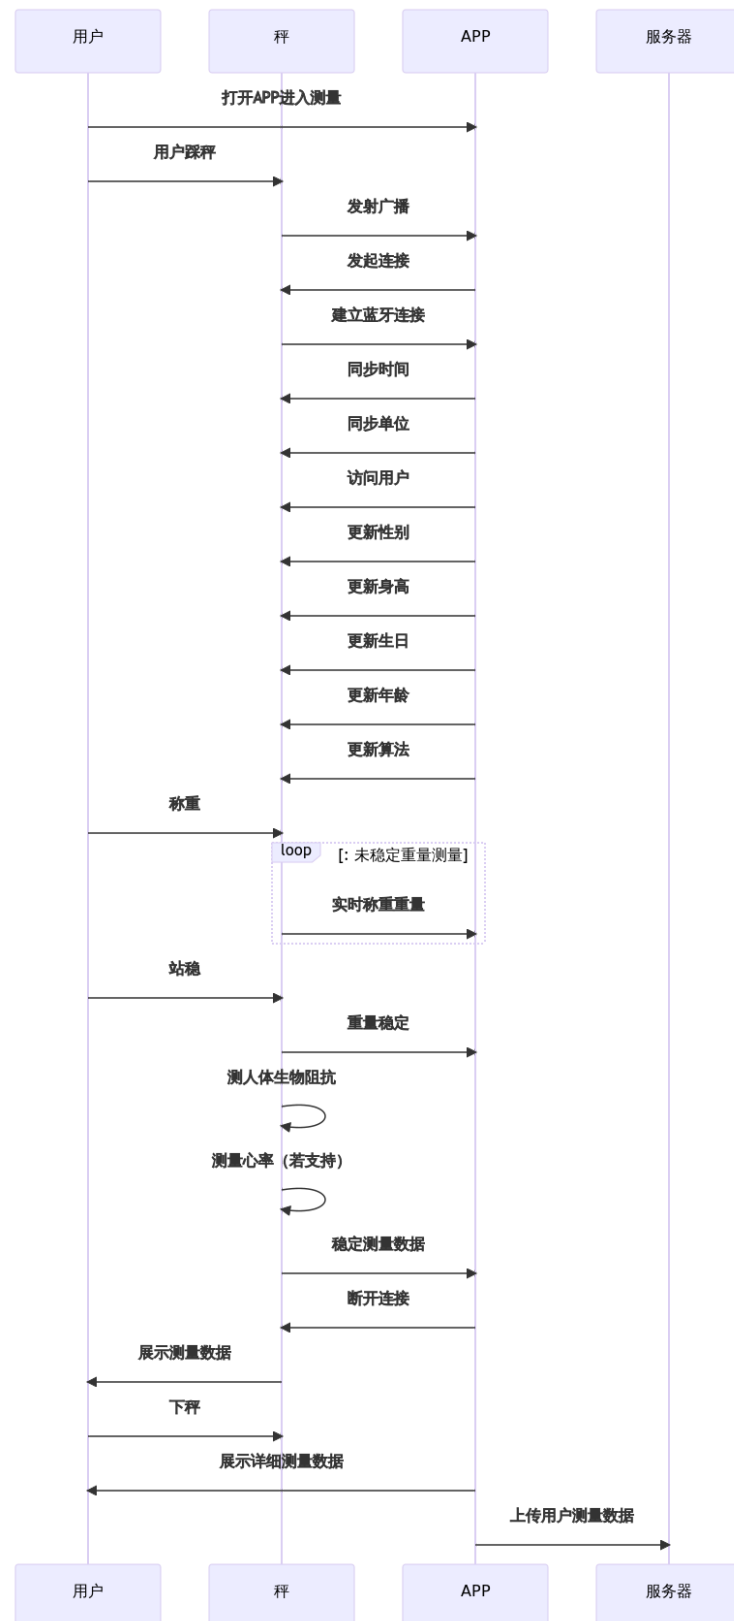 用户
秤
APP
服务器
打开APP进入测量
用户踩秤
发射广播
发起连接
建立蓝牙连接
同步时间
同步单位
访问用户
更新性别
更新身高
更新生日
更新年龄
更新算法
称重
loop
[: 未稳定重量测量]
实时称重重量
站稳
重量稳定
测人体生物阻抗
测量心率（若支持）
稳定测量数据
断开连接
展示测量数据
下秤
展示详细测量数据
上传用户测量数据
用户
秤
APP
服务器